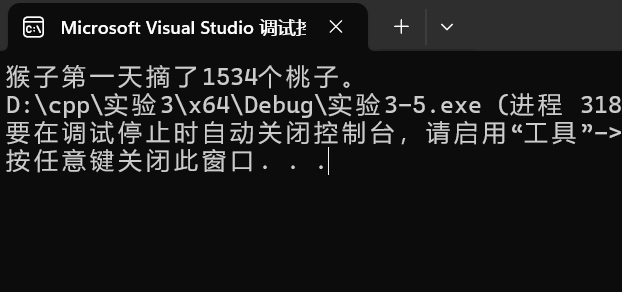 Microsoft Visual Studio 调试
猴子第一天摘了1534个桃子。
D:\cpp\实验3\x64\Debug\实验3-5.exe (进程 318
要在调试停止时自动关闭控制台，请启用“工具”->
按任意键关闭此窗口. . .